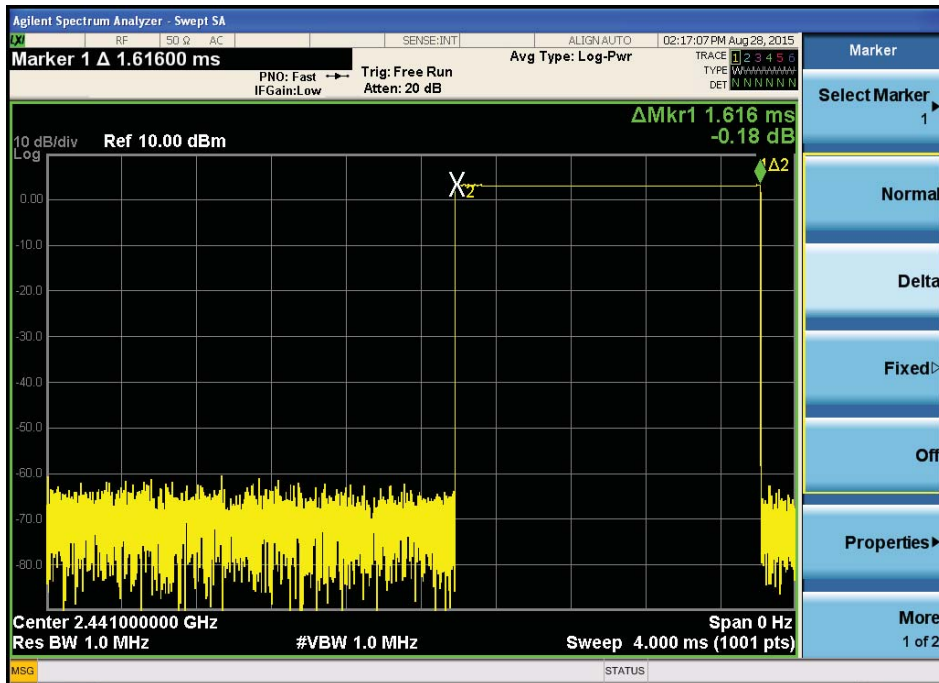 Agilent Spectrum Analyzer - Swept SA
LXI RF 50 Ω AC SENSE:INT ALIGN AUTO 02:17:07 PM Aug 28, 2015
Marker 1 Δ 1.61600 ms
PNO: Fast
IFGain:Low
Trig: Free Run
Atten: 20 dB
Avg Type: Log-Pwr
TRACE 1 2 3 4 5 6
TYPE WWWWWW
DET N N N N N N
ΔMkr1 1.616 ms
-0.18 dB
10 dB/div Ref 10.00 dBm
Log
1Δ2
X2
0.00
-10.0
-20.0
-30.0
-40.0
-50.0
-60.0
-70.0
-80.0
Center 2.441000000 GHz Span 0 Hz
Res BW 1.0 MHz #VBW 1.0 MHz Sweep 4.000 ms (1001 pts)
MSG STATUS
Marker
Select Marker
1
Normal
Delta
Fixed
Off
Properties
More
1 of 2